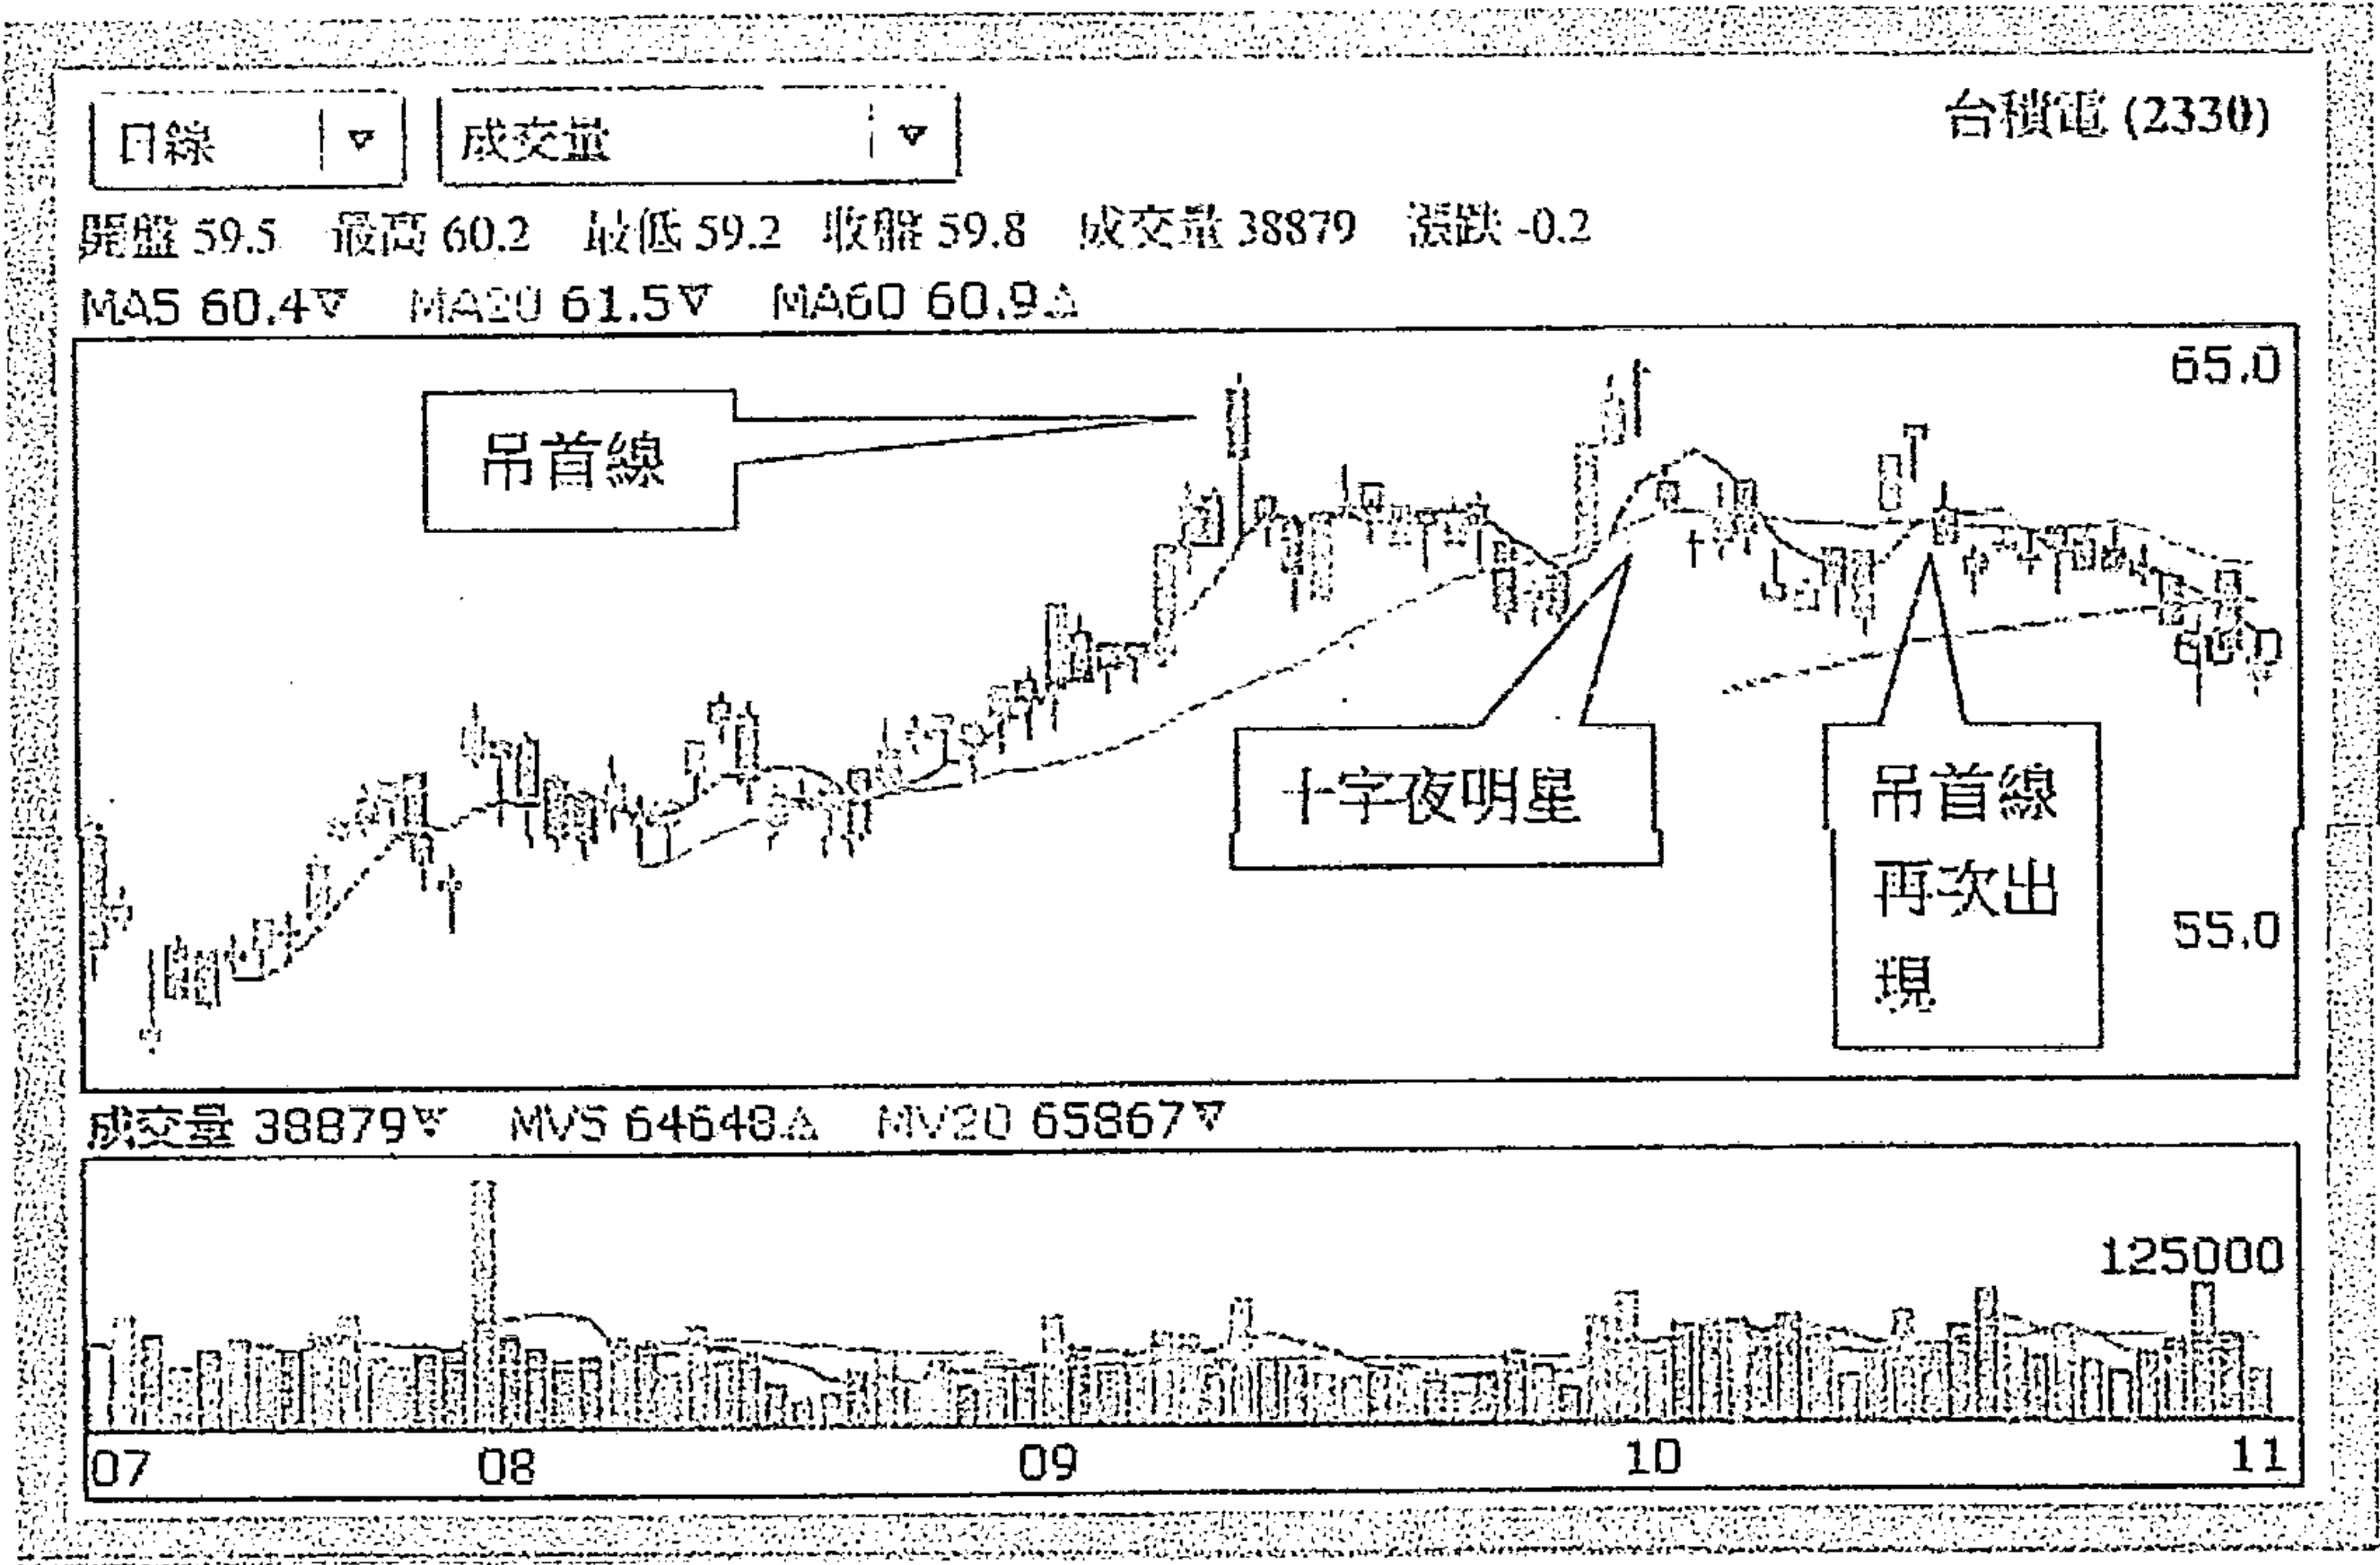 日線 成交量 台積電 (2330)
開盤 59.5 最高 60.2 最低 59.2 收盤 59.8 成交量 38879 漲跌 -0.2
MA5 60.4▽ MA20 61.5▽ MA60 60.9△
65.0
吊首線
60.0
十字夜明星
吊首線
再次出
現
55.0
成交量 38879▽ MV5 64648△ MV20 65867▽
125000
07 08 09 10 11